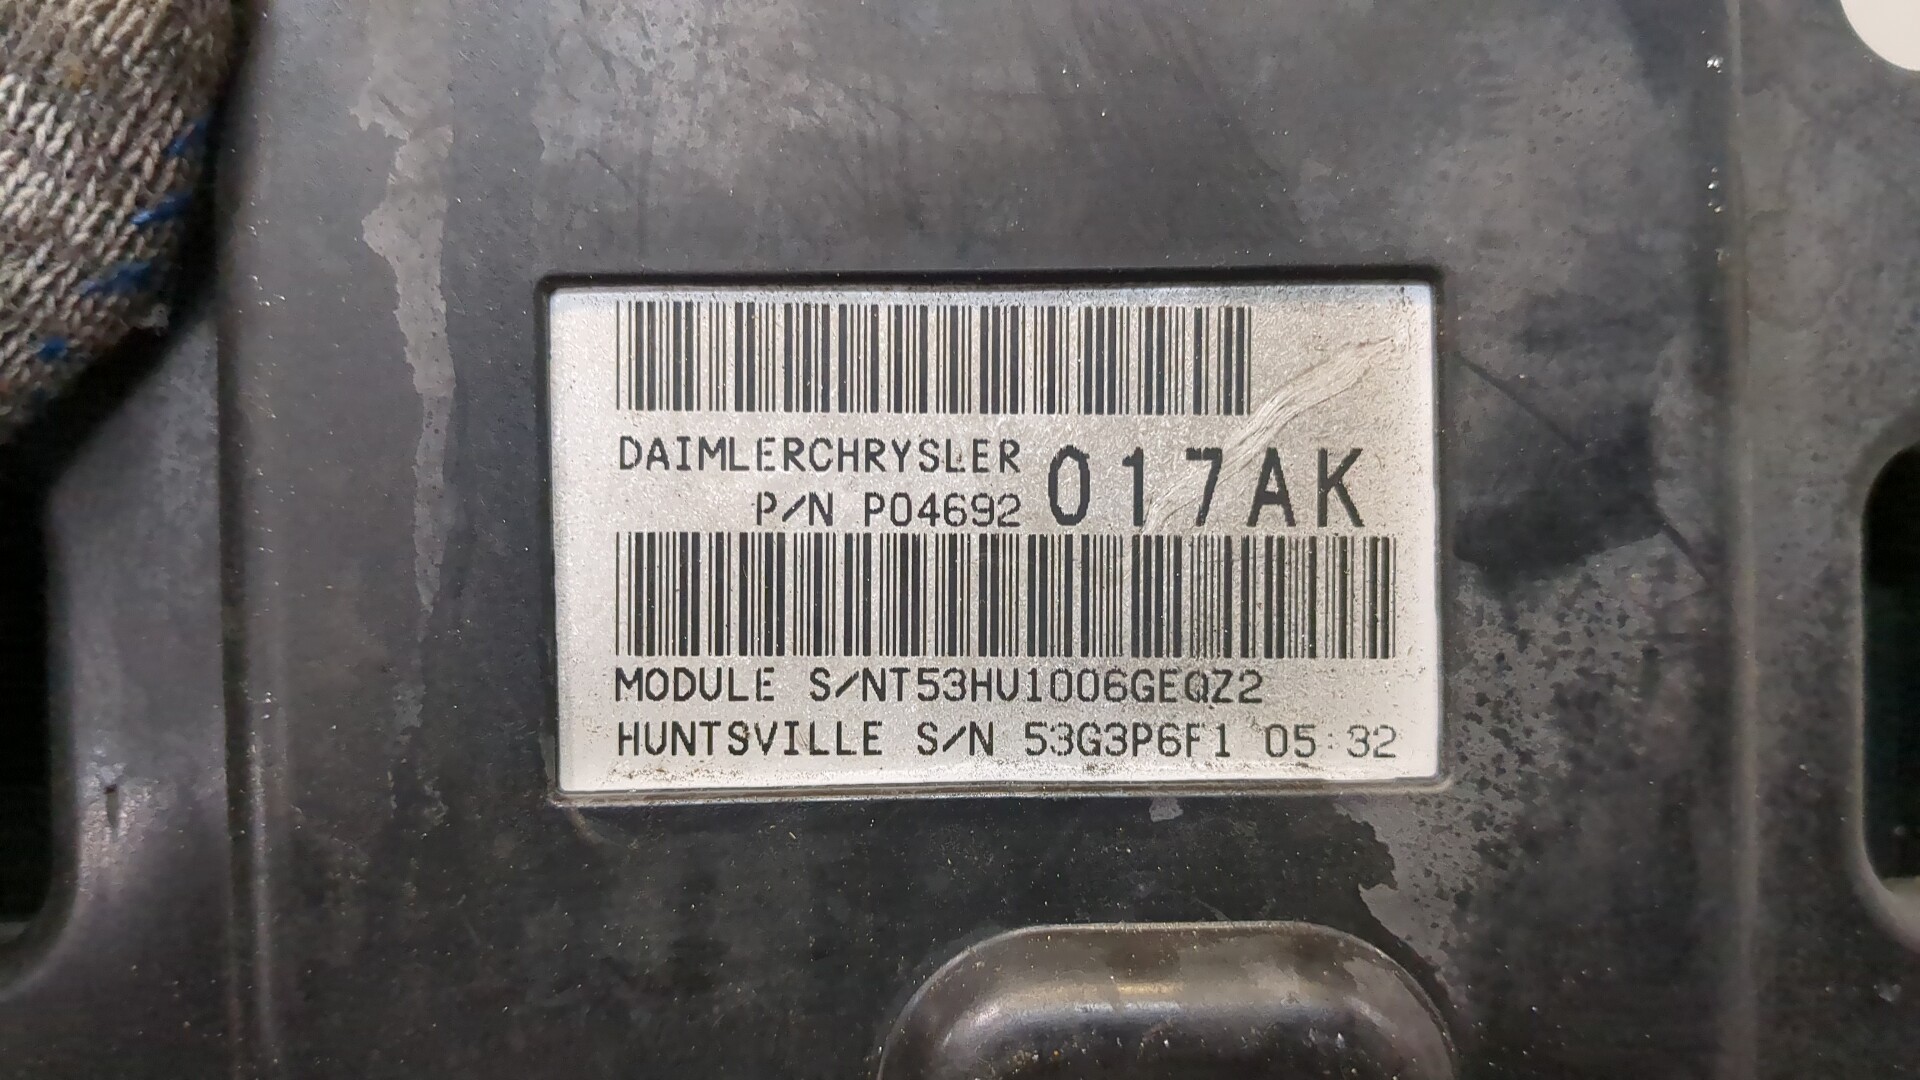 DAIMLERCHRYSLER
P/N P04692 017AK
MODULE S/NT53HU1006GEQZ2
HUNTSVILLE S/N 53G3P6F1 05:32